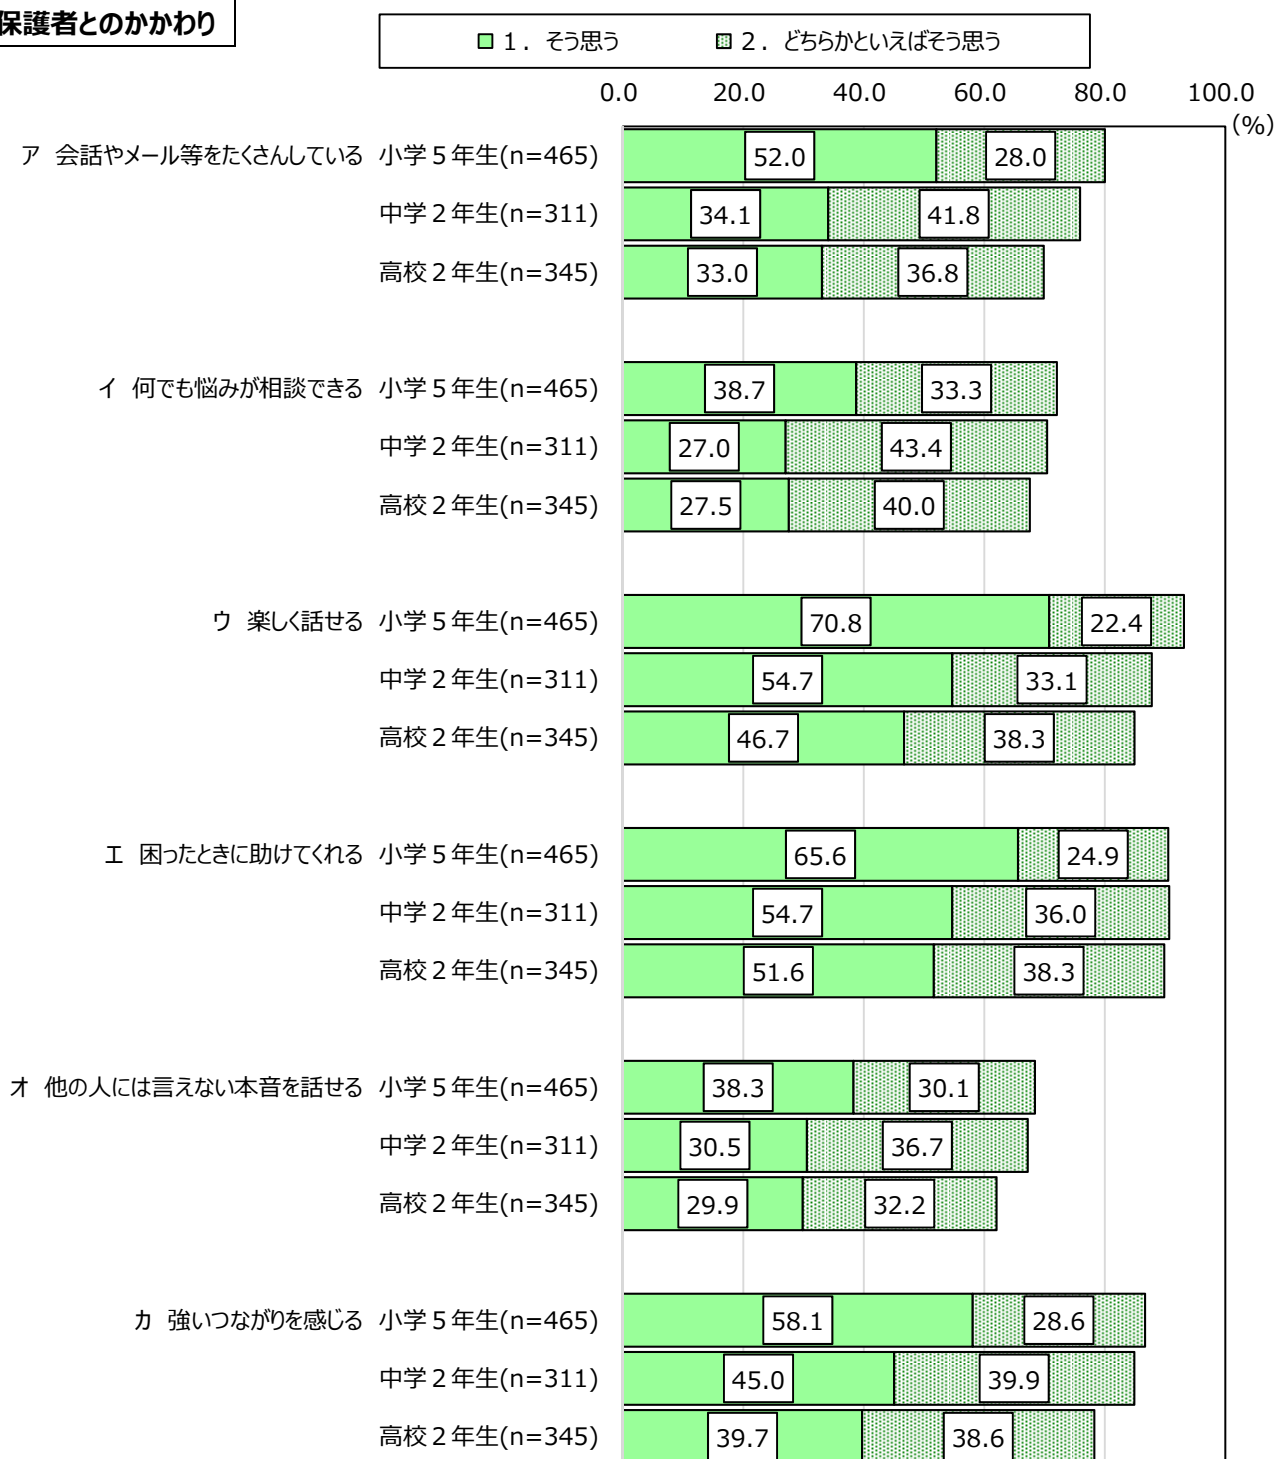 保護者とのかかわり
1．そう思う 2．どちらかといえばそう思う
0.0 20.0 40.0 60.0 80.0 100.0
(%)
ア 会話やメール等をたくさんしている 小学５年生(n=465) 52.0 28.0
中学２年生(n=311) 34.1 41.8
高校２年生(n=345) 33.0 36.8
イ 何でも悩みが相談できる 小学５年生(n=465) 38.7 33.3
中学２年生(n=311) 27.0 43.4
高校２年生(n=345) 27.5 40.0
ウ 楽しく話せる 小学５年生(n=465) 70.8 22.4
中学２年生(n=311) 54.7 33.1
高校２年生(n=345) 46.7 38.3
エ 困ったときに助けてくれる 小学５年生(n=465) 65.6 24.9
中学２年生(n=311) 54.7 36.0
高校２年生(n=345) 51.6 38.3
オ 他の人には言えない本音を話せる 小学５年生(n=465) 38.3 30.1
中学２年生(n=311) 30.5 36.7
高校２年生(n=345) 29.9 32.2
カ 強いつながりを感じる 小学５年生(n=465) 58.1 28.6
中学２年生(n=311) 45.0 39.9
高校２年生(n=345) 39.7 38.6